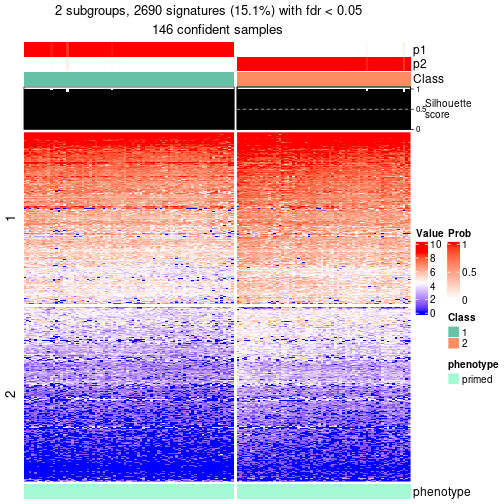 2 subgroups, 2690 signatures (15.1%) with fdr < 0.05
146 confident samples
p1
p2
Class
1
0.5
0
Silhouette
score
1
2
Value
10
8
6
4
2
0
Prob
1
0.5
0
Class
1
2
phenotype
primed
phenotype